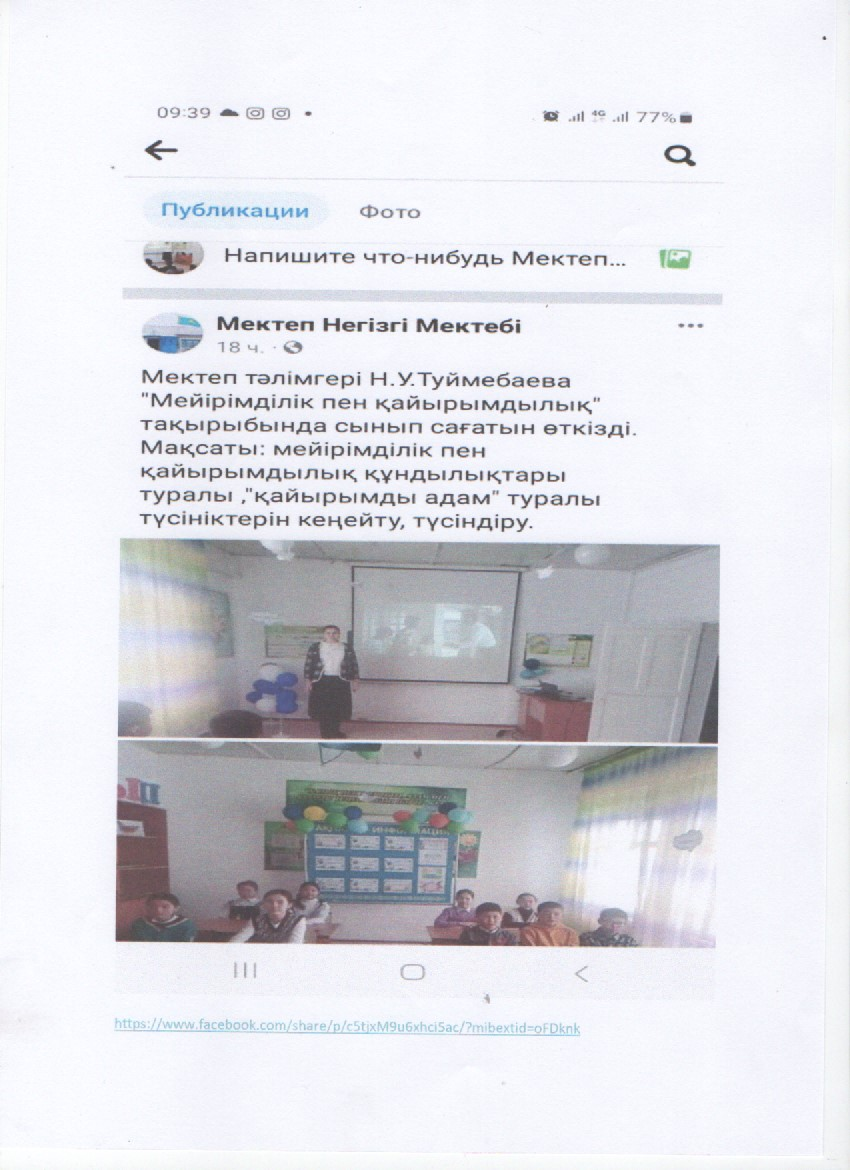 09:39
4G
77%
Публикации
Фото
Напишите что-нибудь Мектеп...
Мектеп Негізгі Мектебі
18 ч.
Мектеп тәлімгері Н.У.Туймебаева
"Мейірімділік пен қайырымдылық"
тақырыбында сынып сағатын өткізді.
Мақсаты: мейірімділік пен
қайырымдылық құндылықтары
туралы ,"қайырымды адам" туралы
түсініктерін кеңейту, түсіндіру.
https://www.facebook.com/share/p/c5tjxM9u6xhci5ac/?mibextid=oFDknk